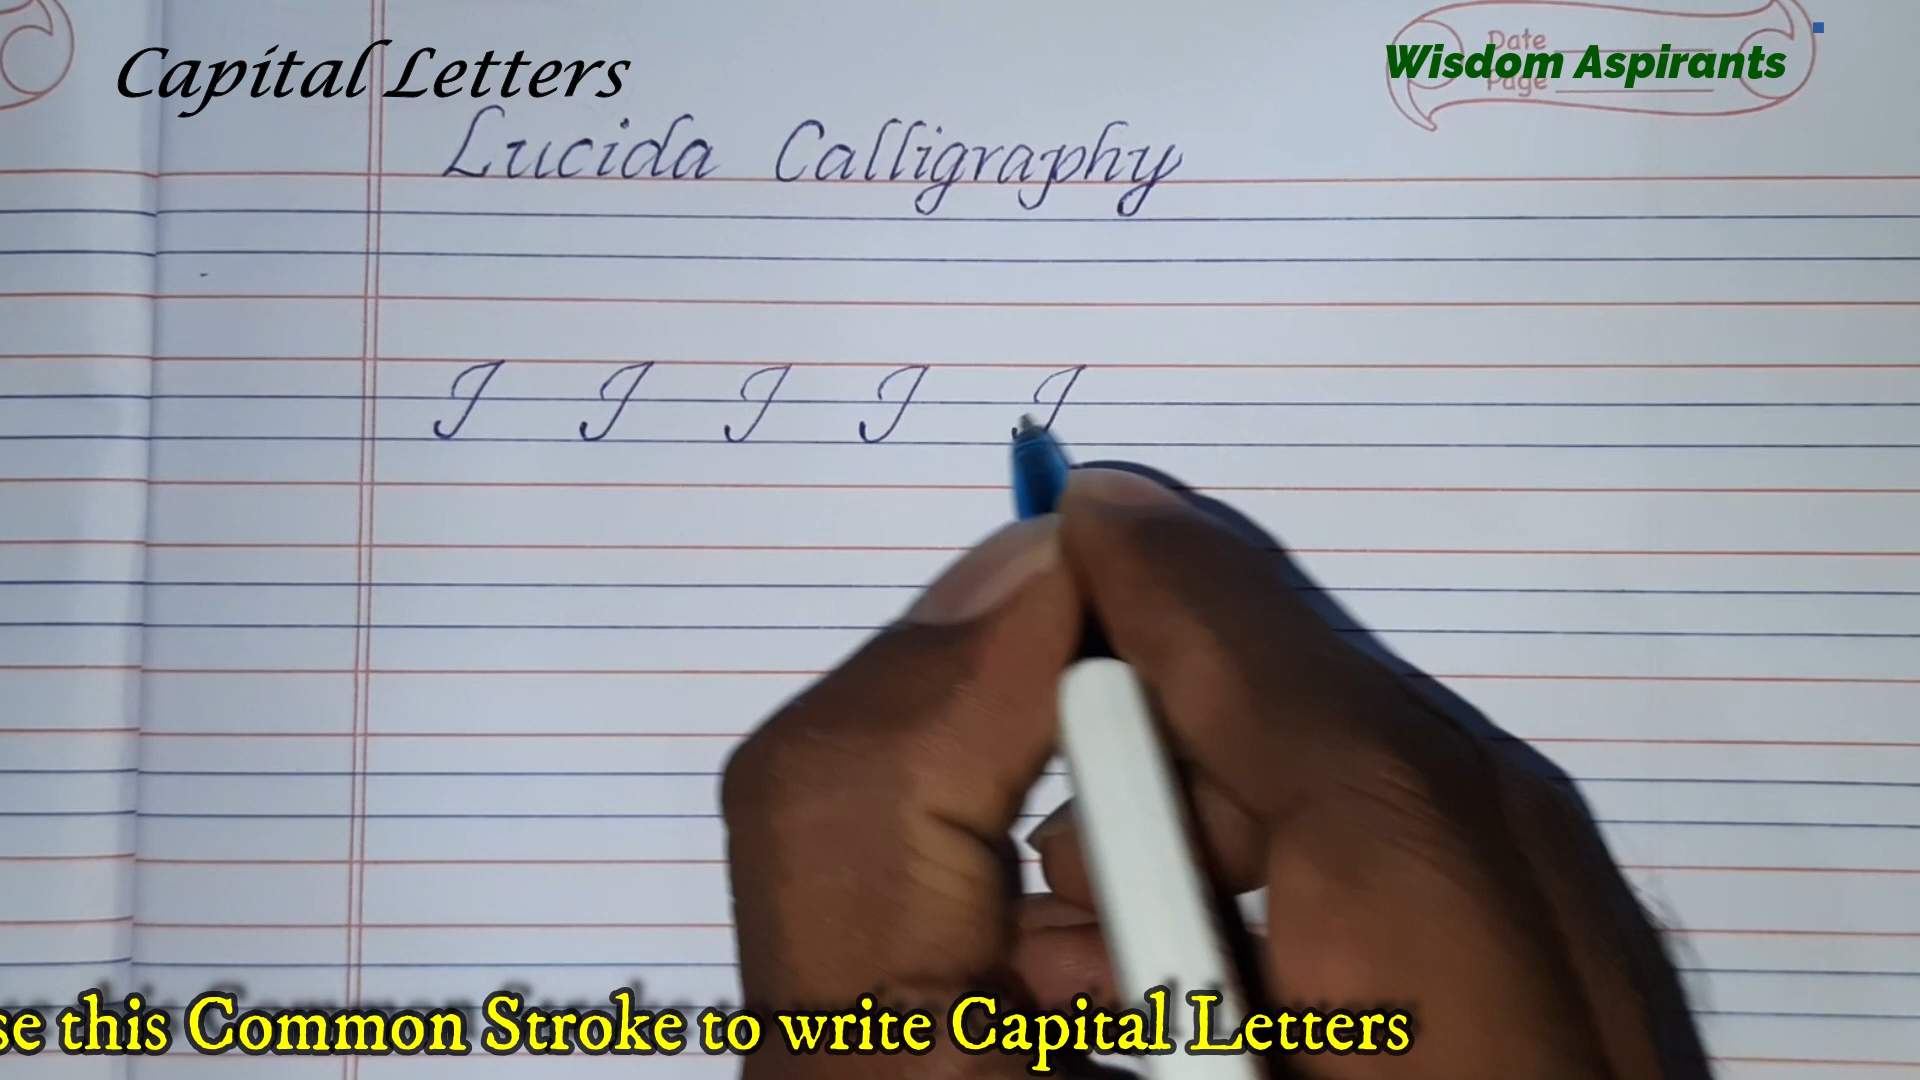 Capital Letters
Wisdom Aspirants
Date
Page
Lucida Calligraphy
I I I I I
se this Common Stroke to write Capital Letters